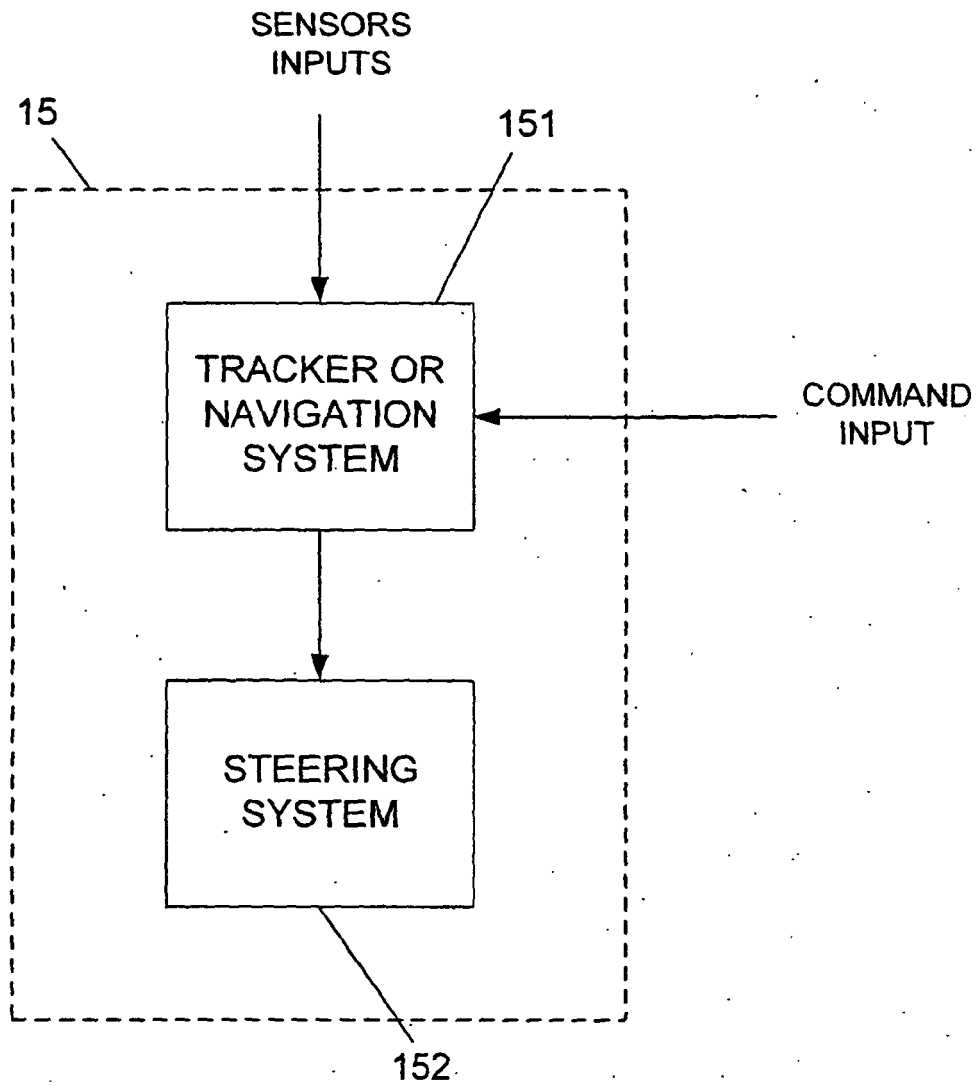 SENSORS
INPUTS
15
151
TRACKER OR
NAVIGATION
SYSTEM
COMMAND
INPUT
STEERING
SYSTEM
152